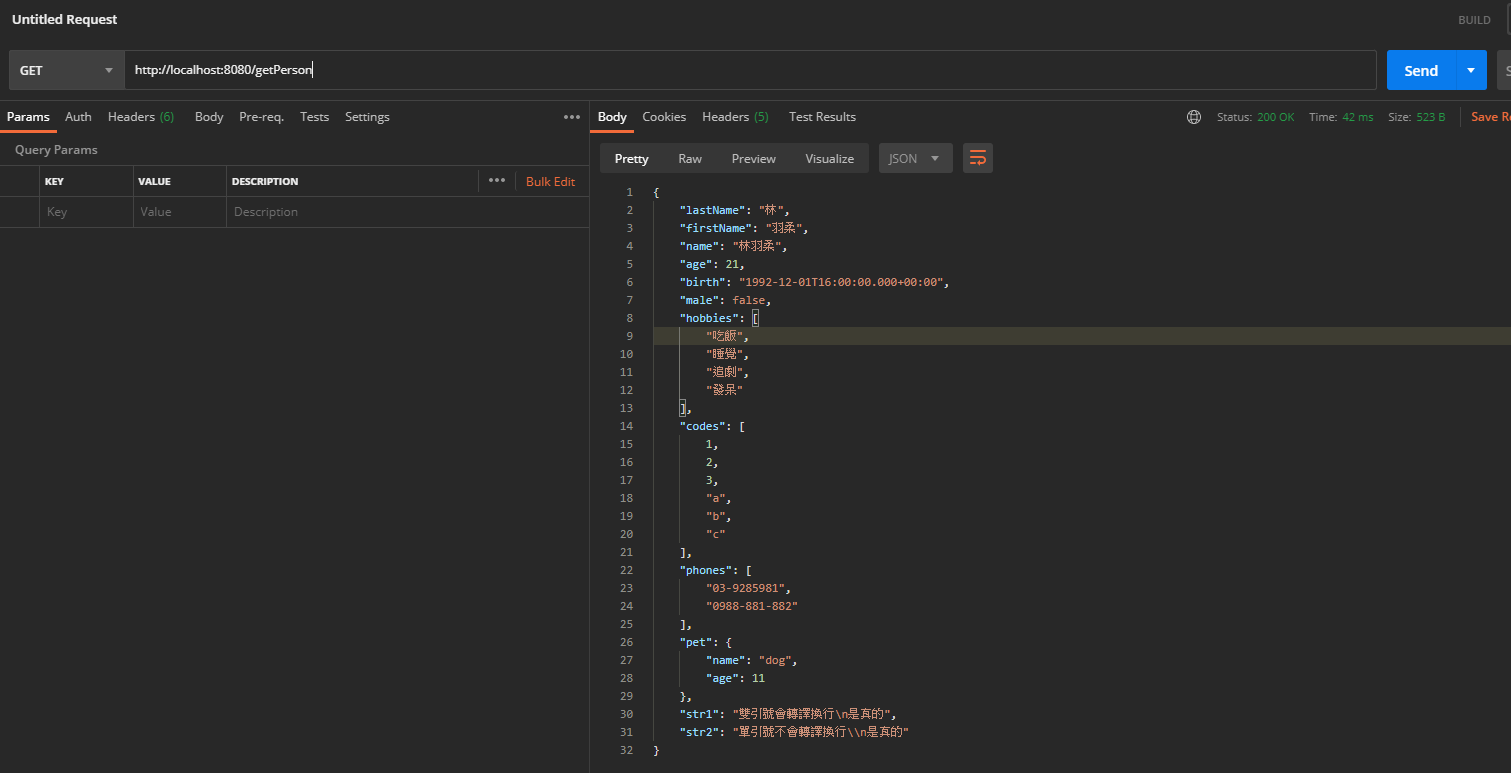 Untitled Request
BUILD
GET
http://localhost:8080/getPerson
Send
Params Auth Headers (6) Body Pre-req. Tests Settings
Query Params
KEY VALUE DESCRIPTION Bulk Edit
Key Value Description
Body Cookies Headers (5) Test Results Status: 200 OK Time: 42 ms Size: 523 B Save Re
Pretty Raw Preview Visualize JSON
1 {
2 "lastName": "林",
3 "firstName": "羽柔",
4 "name": "林羽柔",
5 "age": 21,
6 "birth": "1992-12-01T16:00:00.000+00:00",
7 "male": false,
8 "hobbies": [
9 "吃飯",
10 "睡覺",
11 "追劇",
12 "發呆"
13 ],
14 "codes": [
15 1,
16 2,
17 3,
18 "a",
19 "b",
20 "c"
21 ],
22 "phones": [
23 "03-9285981",
24 "0988-881-882"
25 ],
26 "pet": {
27 "name": "dog",
28 "age": 11
29 },
30 "str1": "雙引號會轉譯換行\n是真的",
31 "str2": "單引號不會轉譯換行\\n是真的"
32 }